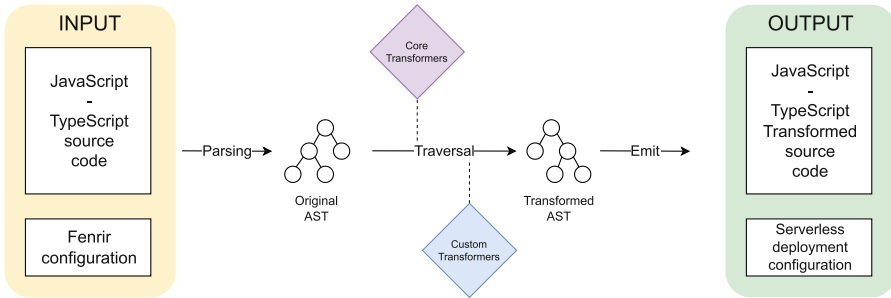 INPUT
JavaScript
-
TypeScript
source
code
Fenrir
configuration
Parsing
Original
AST
Core
Transformers
Traversal
Custom
Transformers
Transformed
AST
Emit
OUTPUT
JavaScript
-
TypeScript
Transformed
source
code
Serverless
deployment
configuration